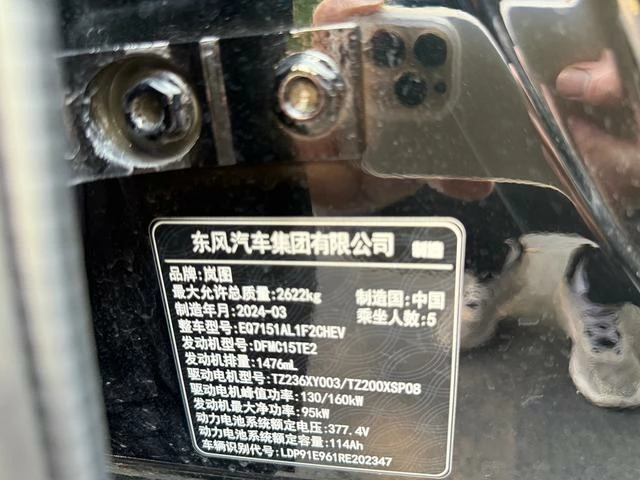 东风汽车集团有限公司 制造
品牌:岚图
最大允许总质量:2622kg 制造国:中国
制造年月:2024-03 乘坐人数:5
整车型号:EQ7151AL1F2CHEV
发动机型号:DFMC15TE2
发动机排量:1476mL
驱动电机型号:TZ236XY003/TZ200XSP08
驱动电机峰值功率:130/160kW
发动机最大净功率:95kW
动力电池系统额定电压:377.4V
动力电池系统额定容量:114Ah
车辆识别代号:LDP91E961RE202347